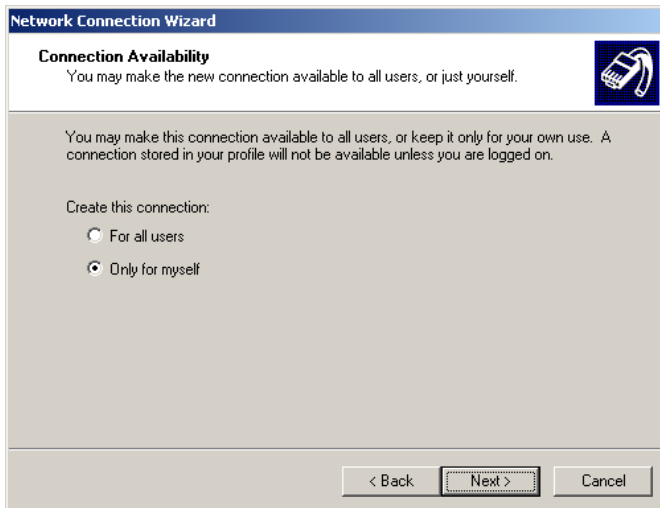 Network Connection Wizard
Connection Availability
You may make the new connection available to all users, or just yourself.
You may make this connection available to all users, or keep it only for your own use.  A
connection stored in your profile will not be available unless you are logged on.
Create this connection:
For all users
Only for myself
< Back
Next >
Cancel